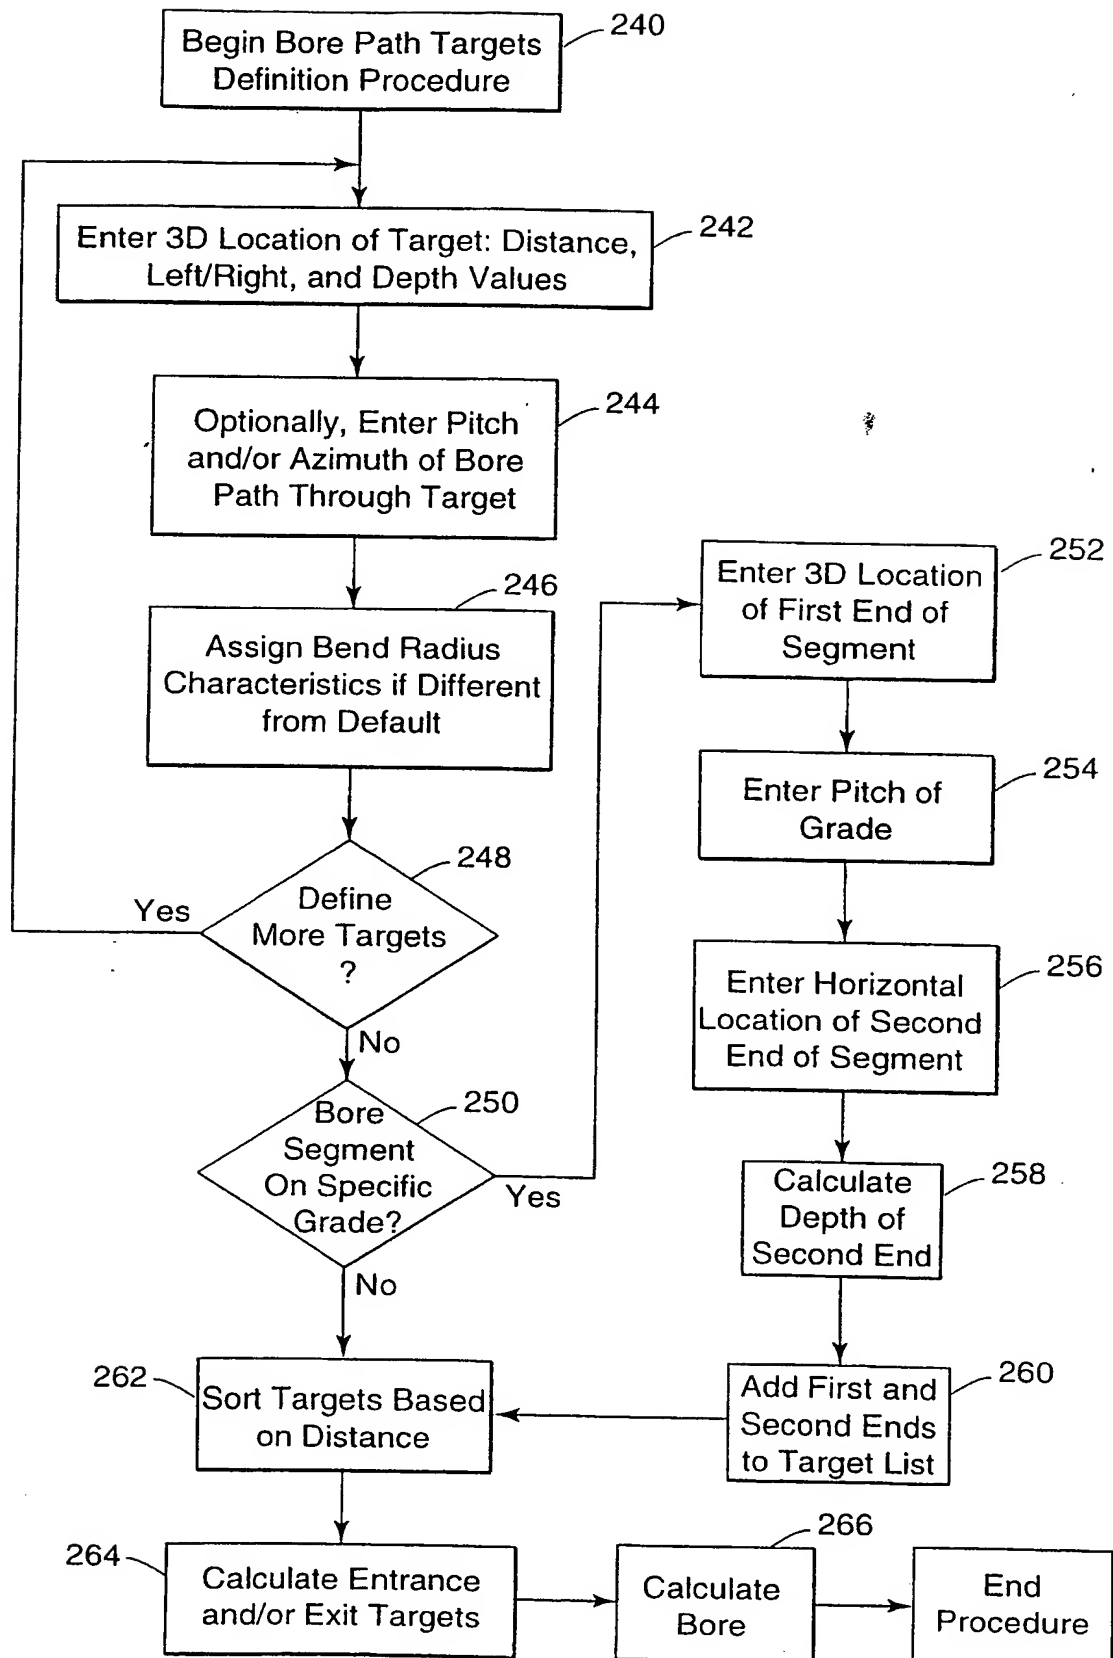 Begin Bore Path Targets
Definition Procedure
240
Enter 3D Location of Target: Distance,
Left/Right, and Depth Values
242
Optionally, Enter Pitch
and/or Azimuth of Bore
Path Through Target
244
246
Assign Bend Radius
Characteristics if Different
from Default
248
Define
More Targets
?
Yes
No
250
Bore
Segment
On Specific
Grade?
Yes
No
252
Enter 3D Location
of First End of
Segment
254
Enter Pitch of
Grade
256
Enter Horizontal
Location of Second
End of Segment
258
Calculate
Depth of
Second End
260
Add First and
Second Ends
to Target List
262
Sort Targets Based
on Distance
264
Calculate Entrance
and/or Exit Targets
266
Calculate
Bore
End
Procedure